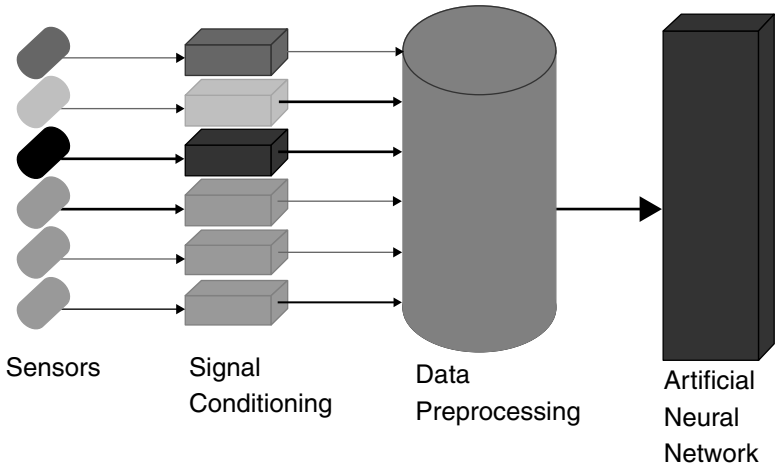 Sensors
Signal
Conditioning
Data
Preprocessing
Artificial
Neural
Network